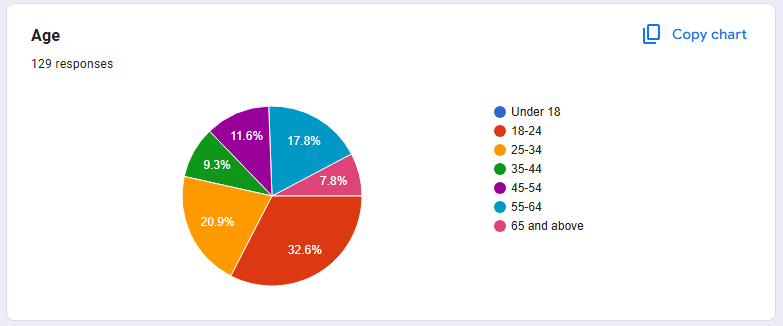 Age
Copy chart
129 responses
11.6%
17.8%
9.3%
7.8%
20.9%
32.6%
Under 18
18-24
25-34
35-44
45-54
55-64
65 and above